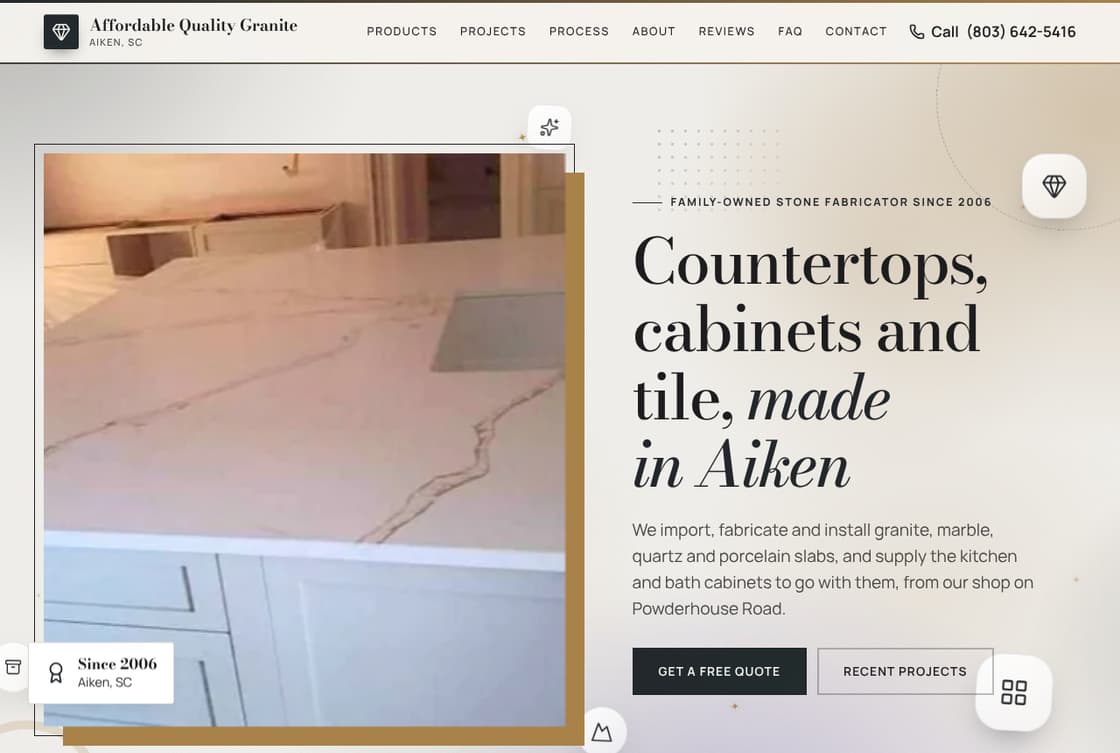 Affordable Quality Granite
AIKEN, SC
PRODUCTS PROJECTS PROCESS ABOUT REVIEWS FAQ CONTACT Call (803) 642-5416
FAMILY-OWNED STONE FABRICATOR SINCE 2006
Countertops,
cabinets and
tile, made
in Aiken
We import, fabricate and install granite, marble,
quartz and porcelain slabs, and supply the kitchen
and bath cabinets to go with them, from our shop on
Powderhouse Road.
GET A FREE QUOTE RECENT PROJECTS
Since 2006
Aiken, SC